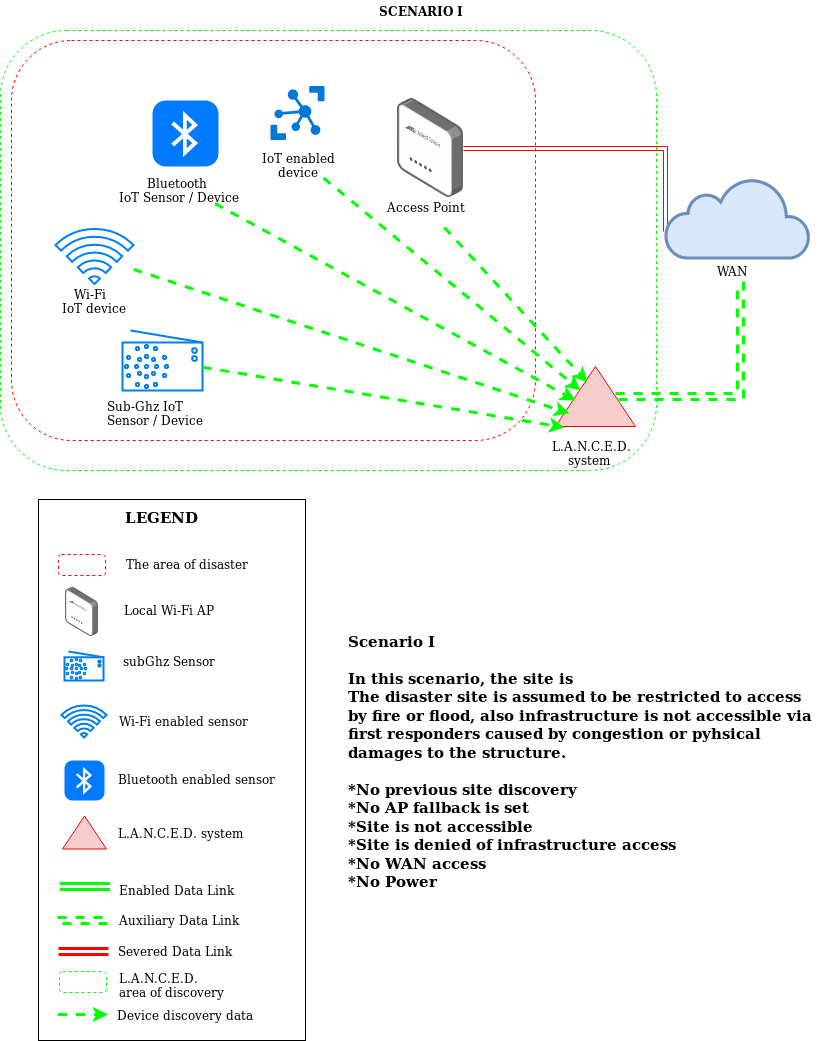 SCENARIO I
IoT enabled
device
Bluetooth
IoT Sensor / Device
Access Point
Wi-Fi
IoT device
WAN
Sub-Ghz IoT
Sensor / Device
L.A.N.C.E.D.
system
LEGEND
The area of disaster
Local Wi-Fi AP
subGhz Sensor
Wi-Fi enabled sensor
Bluetooth enabled sensor
L.A.N.C.E.D. system
Enabled Data Link
Auxiliary Data Link
Severed Data Link
L.A.N.C.E.D.
area of discovery
Device discovery data
Scenario I
In this scenario, the site is
The disaster site is assumed to be restricted to access
by fire or flood, also infrastructure is not accessible via
first responders caused by congestion or pyhsical
damages to the structure.
*No previous site discovery
*No AP fallback is set
*Site is not accessible
*Site is denied of infrastructure access
*No WAN access
*No Power